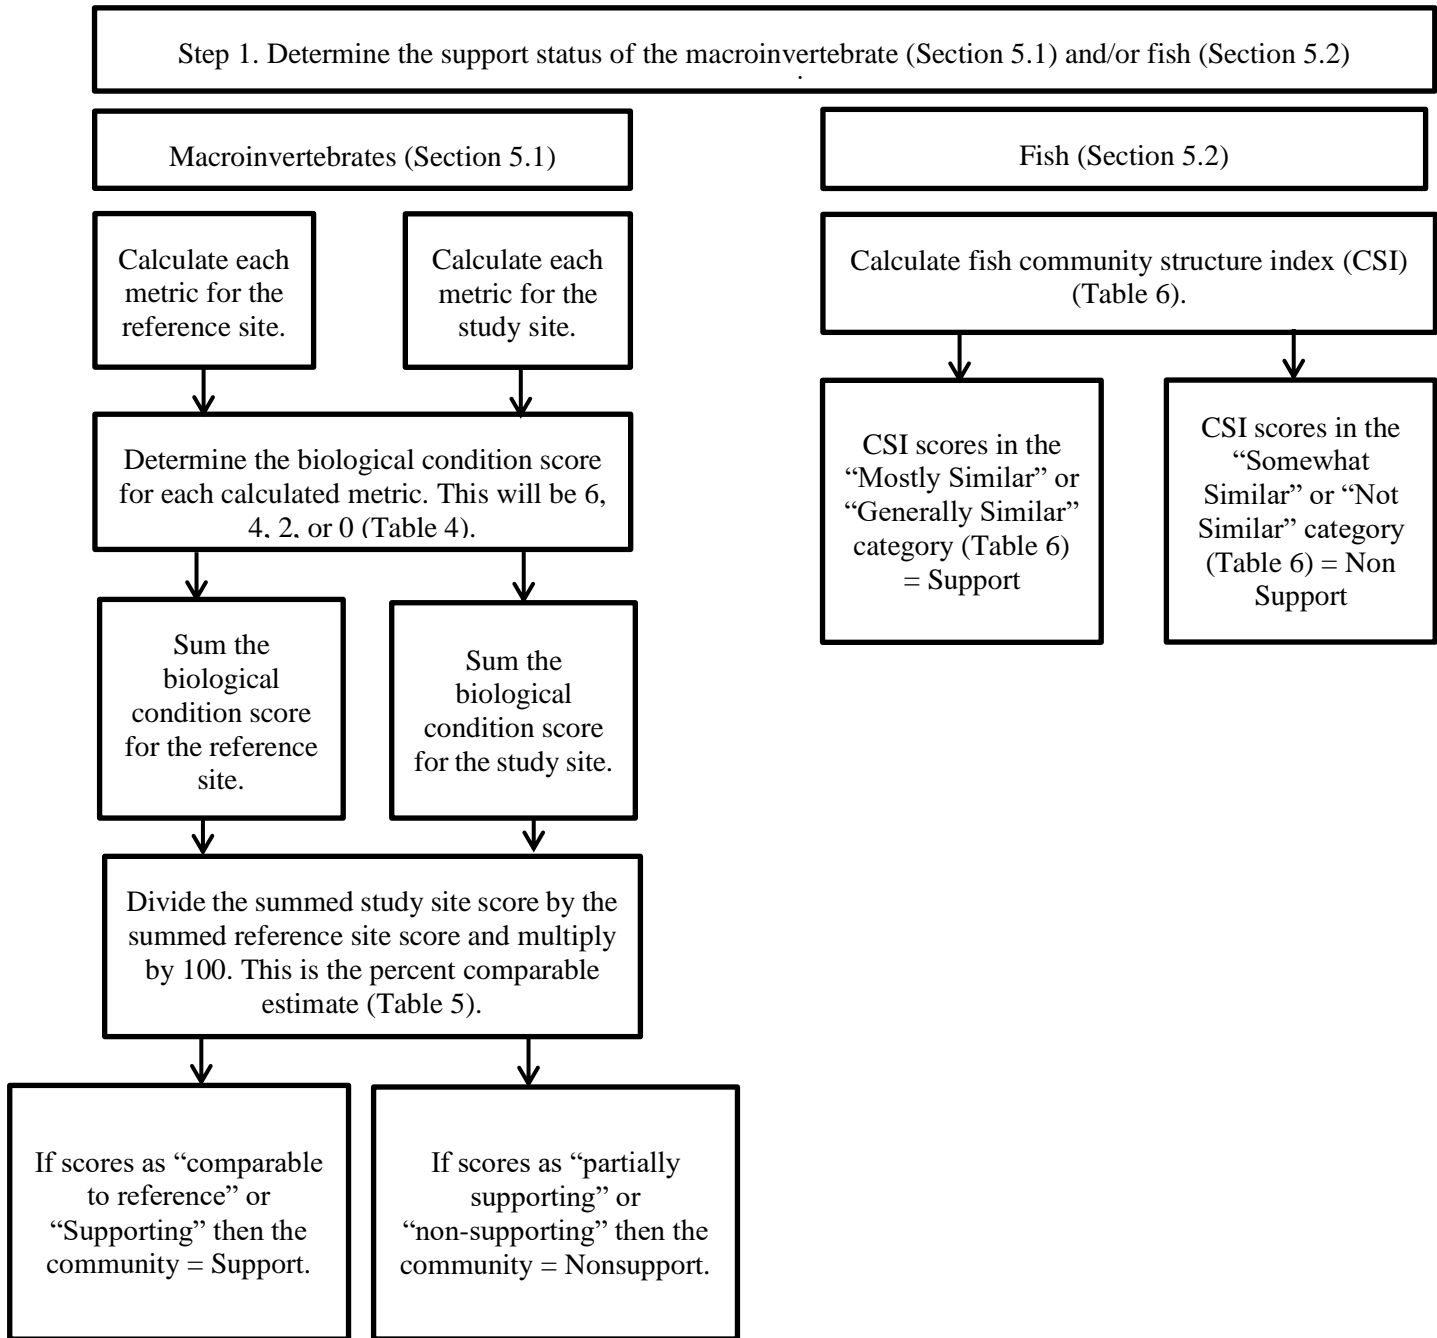 Step 1. Determine the support status of the macroinvertebrate (Section 5.1) and/or fish (Section 5.2)
.
Macroinvertebrates (Section 5.1)
Fish (Section 5.2)
Calculate each
metric for the
reference site.
Calculate each
metric for the
study site.
Calculate fish community structure index (CSI)
(Table 6).
Determine the biological condition score
for each calculated metric. This will be 6,
4, 2, or 0 (Table 4).
CSI scores in the
“Mostly Similar” or
“Generally Similar”
category (Table 6)
= Support
CSI scores in the
“Somewhat
Similar” or “Not
Similar” category
(Table 6) = Non
Support
Sum the
biological
condition score
for the reference
site.
Sum the
biological
condition score
for the study site.
Divide the summed study site score by the
summed reference site score and multiply
by 100. This is the percent comparable
estimate (Table 5).
If scores as “comparable
to reference” or
“Supporting” then the
community = Support.
If scores as “partially
supporting” or
“non-supporting” then the
community = Nonsupport.